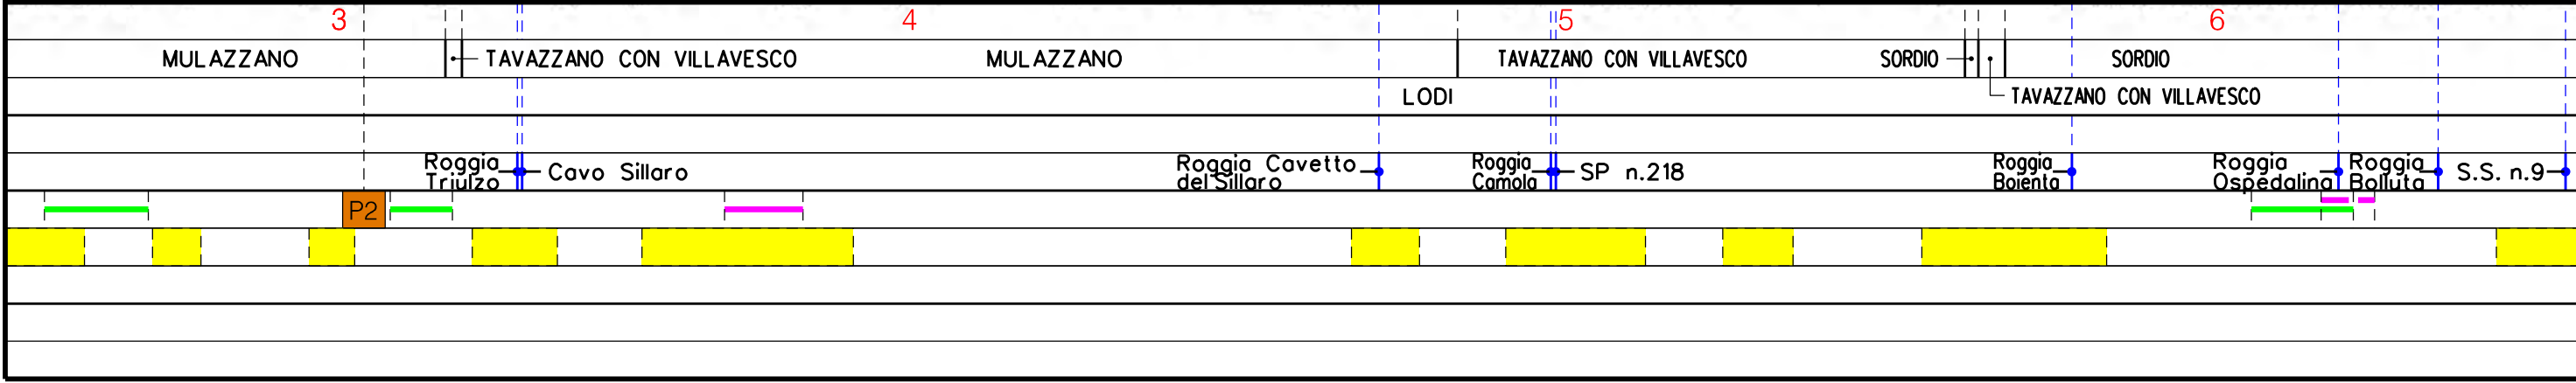 3 4 5 6
MULAZZANO TAVAZZANO CON VILLAVESCO MULAZZANO TAVAZZANO CON VILLAVESCO SORDIO SORDIO
LODI TAVAZZANO CON VILLAVESCO
Roggia
Triulzo
Cavo Sillaro
Roggia Cavetto
del Sillaro
Roggia
Camola
SP n.218
Roggia
Boienta
Roggia
Ospedalina
Roggia
Bolluta
S.S. n.9
P2